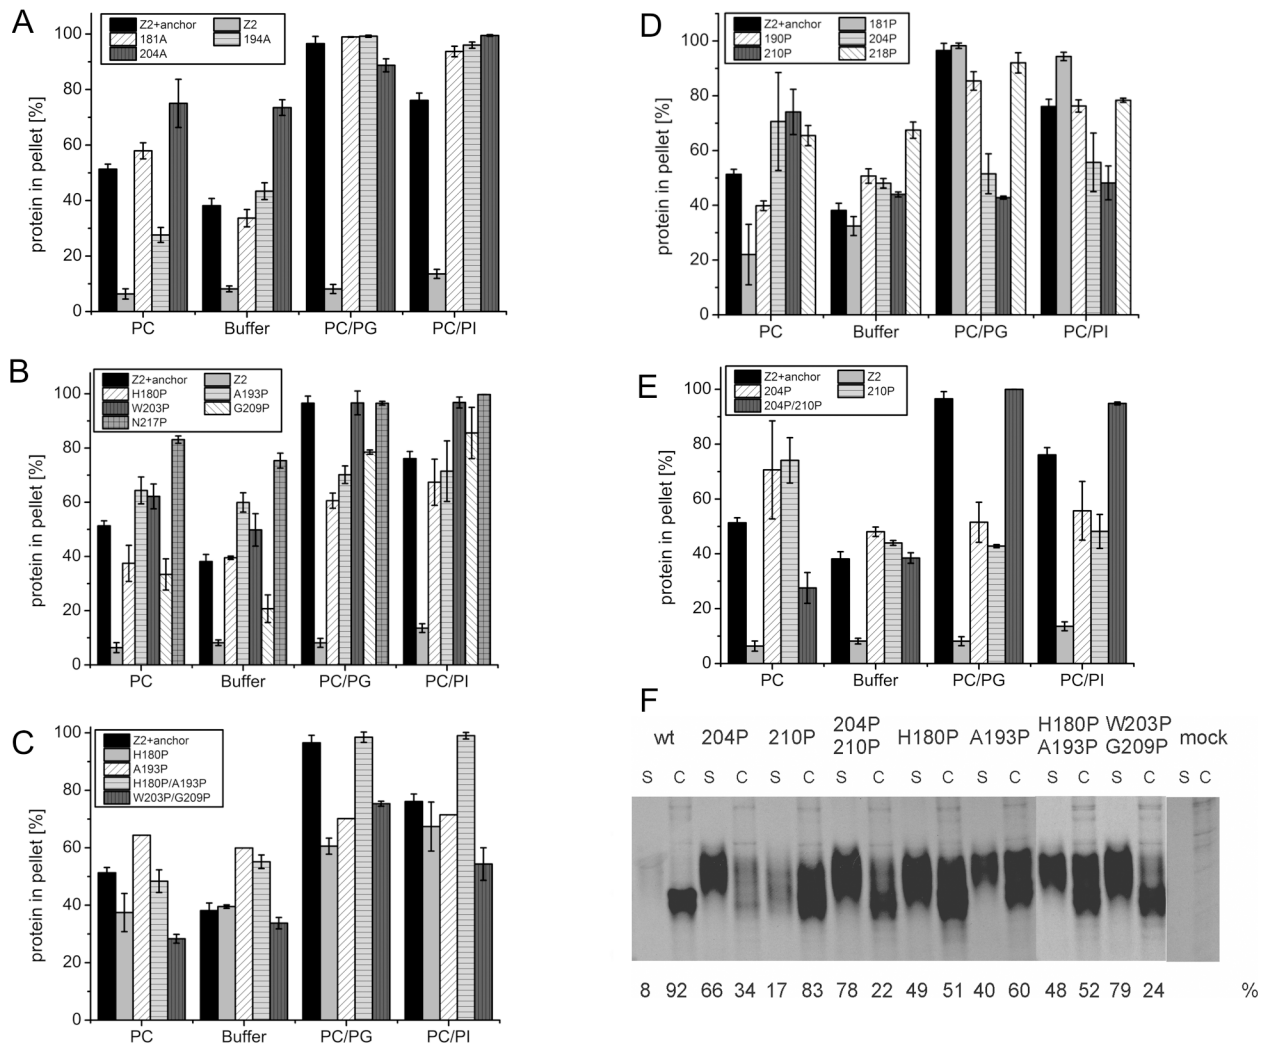 A
Z2+anchor Z2
181A 194A
204A
protein in pellet [%]
100
80
60
40
20
0
PC Buffer PC/PG PC/PI
B
Z2+anchor Z2
H180P A193P
W203P G209P
N217P
protein in pellet [%]
100
80
60
40
20
0
PC Buffer PC/PG PC/PI
C
Z2+anchor
H180P
A193P
H180P/A193P
W203P/G209P
protein in pellet [%]
100
80
60
40
20
0
PC Buffer PC/PG PC/PI
D
Z2+anchor 181P
190P 204P
210P 218P
protein in pellet [%]
100
80
60
40
20
0
PC Buffer PC/PG PC/PI
E
Z2+anchor Z2
204P 210P
204P/210P
protein in pellet [%]
100
80
60
40
20
0
PC Buffer PC/PG PC/PI
F
wt 204P 210P 204P 210P H180P A193P H180P A193P W203P G209P mock
S C S C S C S C S C S C S C S C S C
8 92 66 34 17 83 78 22 49 51 40 60 48 52 79 24 %